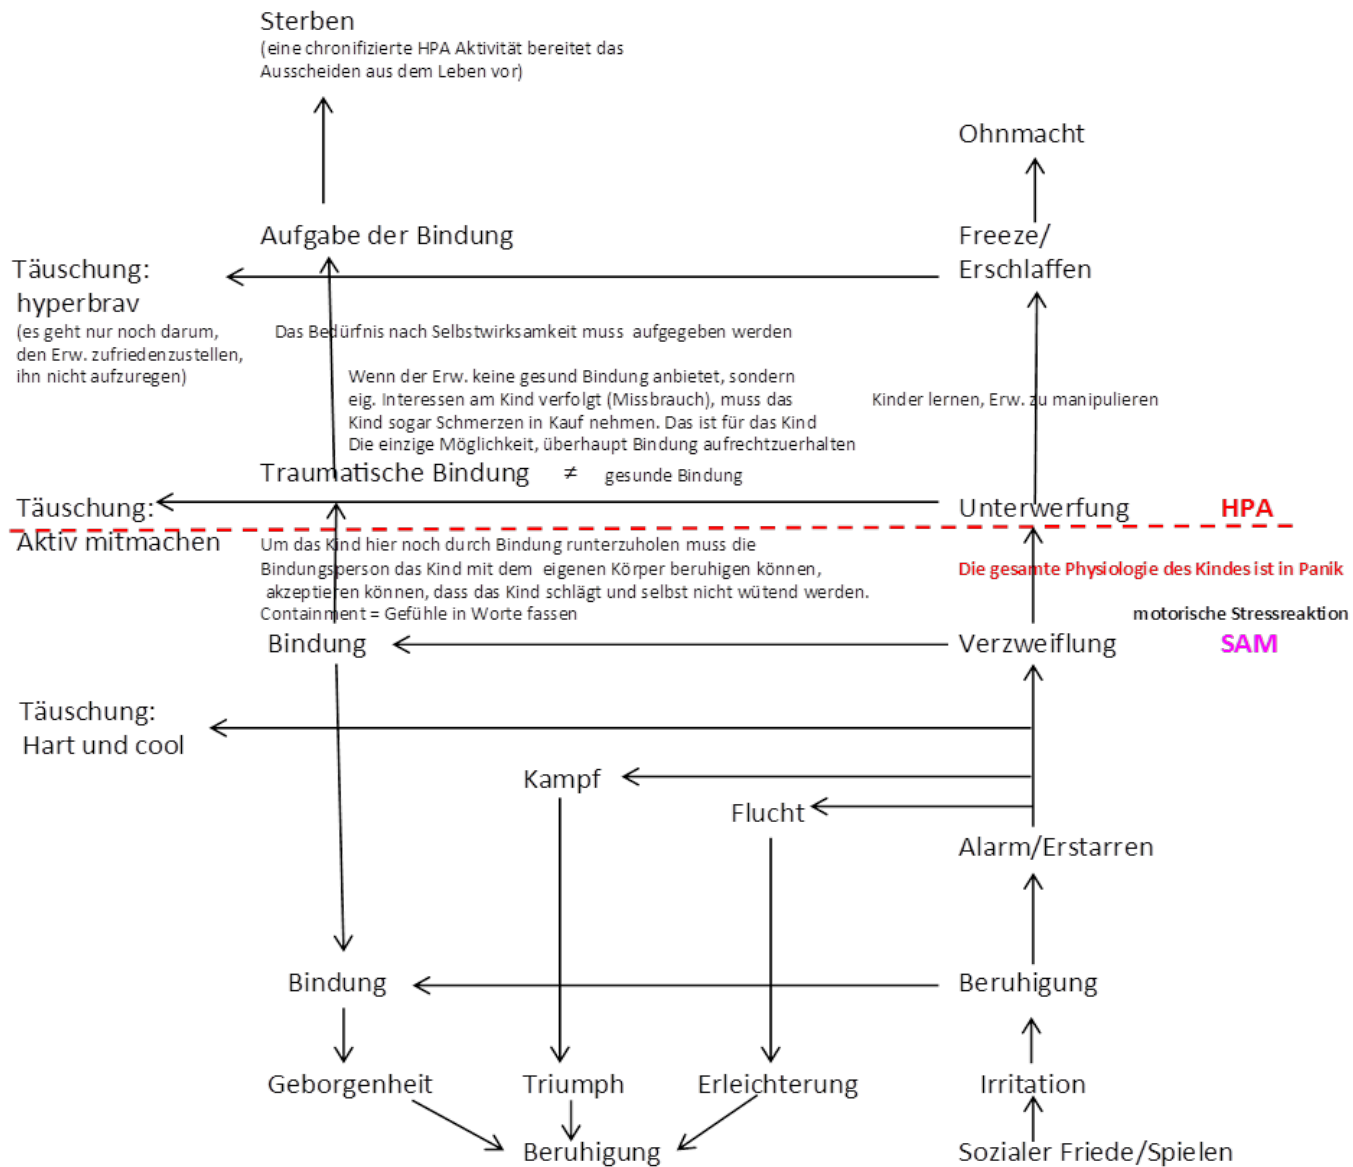 Sterben
(eine chronifizierte HPA Aktivität bereitet das
Ausscheiden aus dem Leben vor)
Ohnmacht
Aufgabe der Bindung
Freeze/
Erschlaffen
Täuschung:
hyperbrav
(es geht nur noch darum,
den Erw. zufriedenzustellen,
ihn nicht aufzuregen)
Das Bedürfnis nach Selbstwirksamkeit muss aufgegeben werden
Wenn der Erw. keine gesund Bindung anbietet, sondern
eig. Interessen am Kind verfolgt (Missbrauch), muss das
Kind sogar Schmerzen in Kauf nehmen. Das ist für das Kind
Die einzige Möglichkeit, überhaupt Bindung aufrechtzuerhalten
Kinder lernen, Erw. zu manipulieren
Traumatische Bindung ≠ gesunde Bindung
Täuschung:
Aktiv mitmachen
Unterwerfung
HPA
Um das Kind hier noch durch Bindung runterzuholen muss die
Bindungsperson das Kind mit dem eigenen Körper beruhigen können,
akzeptieren können, dass das Kind schlägt und selbst nicht wütend werden.
Containment = Gefühle in Worte fassen
Die gesamte Physiologie des Kindes ist in Panik
motorische Stressreaktion
Bindung
Verzweiflung
SAM
Täuschung:
Hart und cool
Kampf
Flucht
Alarm/Erstarren
Bindung
Beruhigung
Geborgenheit
Triumph
Erleichterung
Irritation
Beruhigung
Sozialer Friede/Spielen